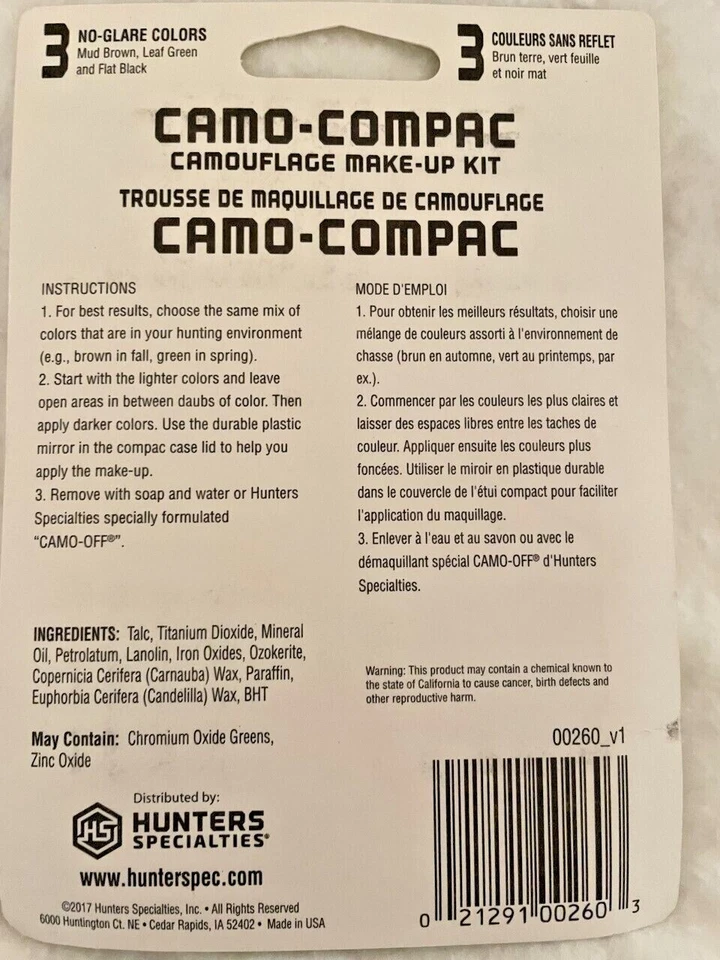 3 NO-GLARE COLORS
Mud Brown, Leaf Green
and Flat Black
3 COULEURS SANS REFLET
Brun terre, vert feuille
et noir mat
CAMO-COMPAC
CAMOUFLAGE MAKE-UP KIT
TROUSSE DE MAQUILLAGE DE CAMOUFLAGE
CAMO-COMPAC
INSTRUCTIONS
1. For best results, choose the same mix of
colors that are in your hunting environment
(e.g., brown in fall, green in spring).
2. Start with the lighter colors and leave
open areas in between daubs of color. Then
apply darker colors. Use the durable plastic
mirror in the compac case lid to help you
apply the make-up.
3. Remove with soap and water or Hunters
Specialties specially formulated
“CAMO-OFF®”.
MODE D'EMPLOI
1. Pour obtenir les meilleurs résultats, choisir une
mélange de couleurs assorti à l'environnement de
chasse (brun en automne, vert au printemps, par
ex.).
2. Commencer par les couleurs les plus claires et
laisser des espaces libres entre les taches de
couleur. Appliquer ensuite les couleurs plus
foncées. Utiliser le miroir en plastique durable
dans le couvercle de l'étui compact pour faciliter
l'application du maquillage.
3. Enlever à l'eau et au savon ou avec le
démaquillant spécial CAMO-OFF® d'Hunters
Specialties.
INGREDIENTS: Talc, Titanium Dioxide, Mineral
Oil, Petrolatum, Lanolin, Iron Oxides, Ozokerite,
Copernicia Cerifera (Carnauba) Wax, Paraffin,
Euphorbia Cerifera (Candelilla) Wax, BHT
May Contain: Chromium Oxide Greens,
Zinc Oxide
Warning: This product may contain a chemical known to
the state of California to cause cancer, birth defects and
other reproductive harm.
00260_v1
Distributed by:
HS HUNTERS
SPECIALTIES®
www.hunterspec.com
©2017 Hunters Specialties, Inc. • All Rights Reserved
6000 Huntington Ct. NE • Cedar Rapids, IA 52402 • Made in USA
0 21291 00260 3